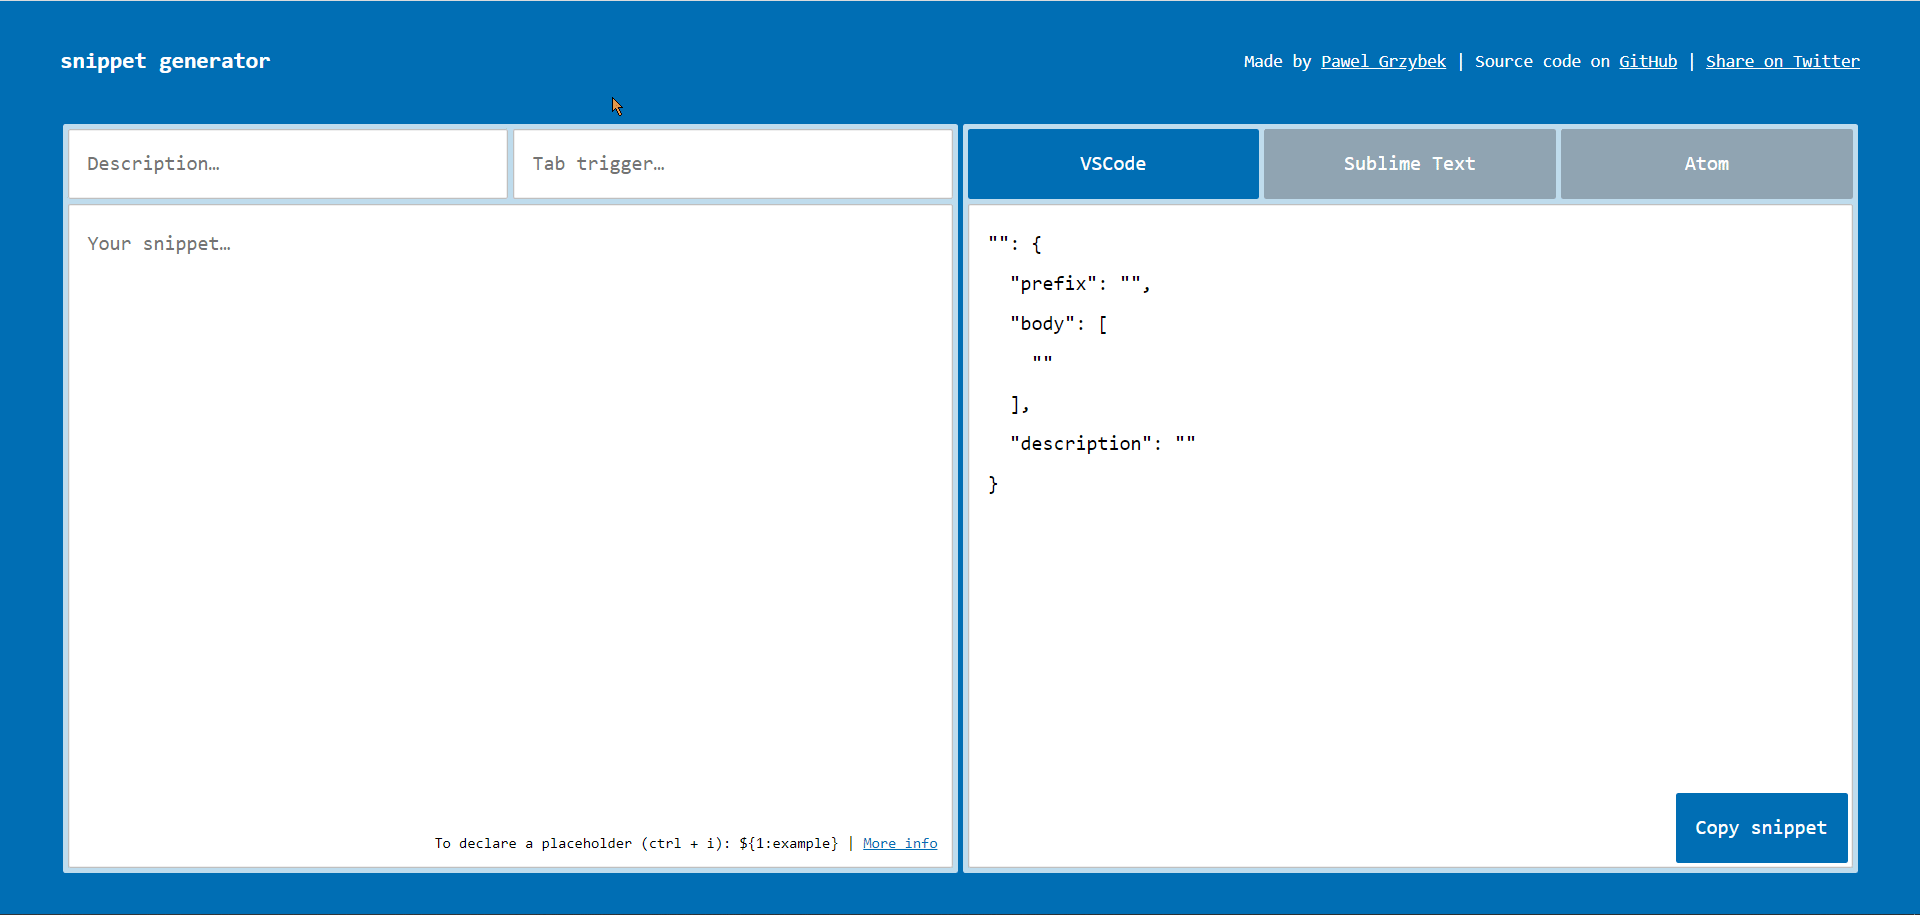 snippet generator
Made by Pawel Grzybek | Source code on GitHub | Share on Twitter
Description…
Tab trigger…
Your snippet…
To declare a placeholder (ctrl + i): ${1:example} | More info
VSCode
Sublime Text
Atom
"": {
  "prefix": "",
  "body": [
    ""
  ],
  "description": ""
}
Copy snippet